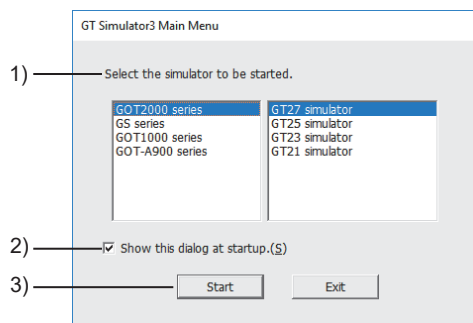 GT Simulator3 Main Menu
1)
Select the simulator to be started.
GOT2000 series
GS series
GOT1000 series
GOT-A900 series
GT27 simulator
GT25 simulator
GT23 simulator
GT21 simulator
2)
Show this dialog at startup.(S)
3)
Start
Exit